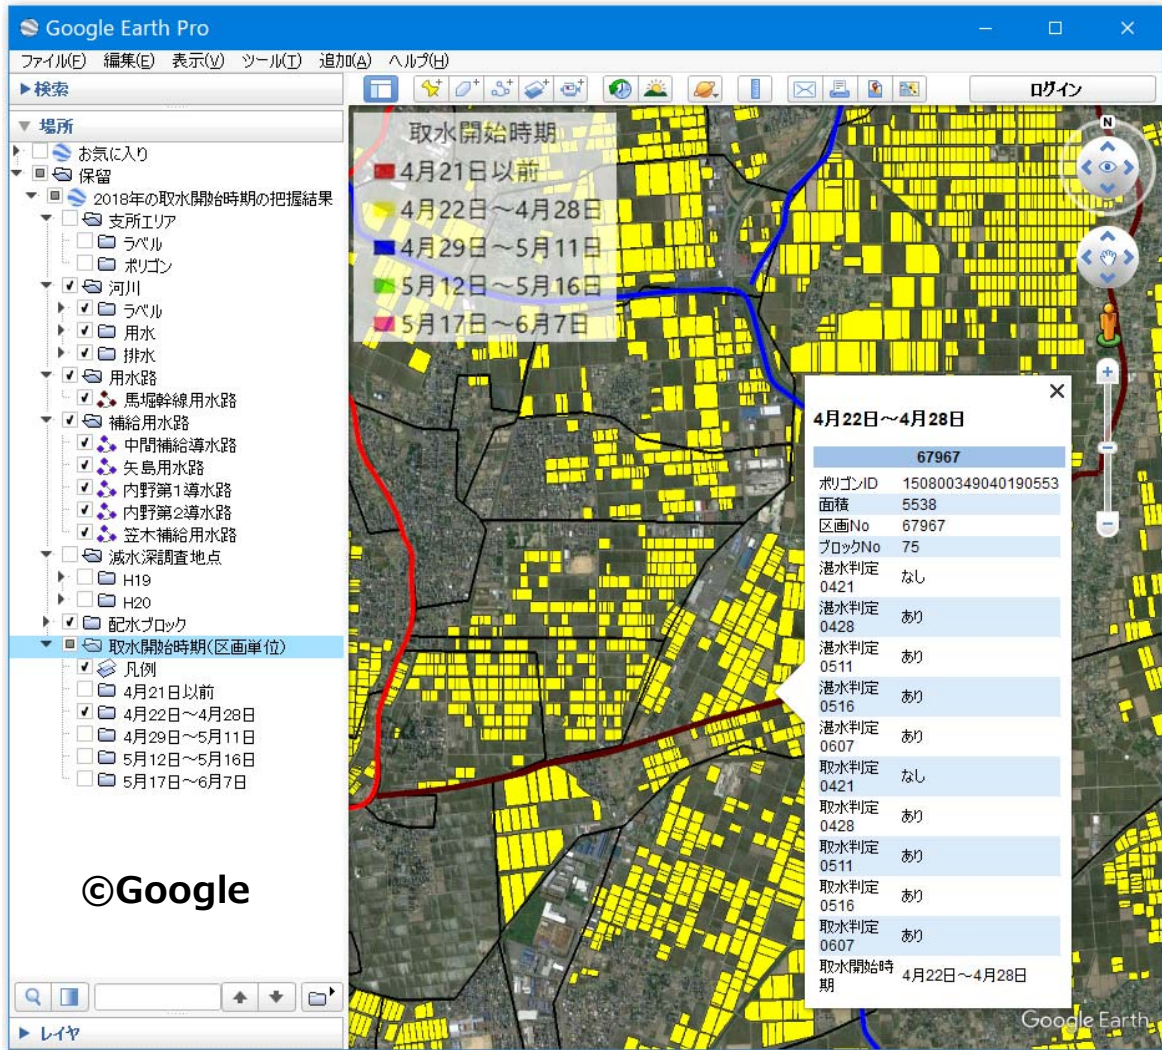 Google Earth Pro
ファイル(F) 編集(E) 表示(V) ツール(T) 追加(A) ヘルプ(H)
検索
ログイン
場所
お気に入り
保留
2018年の取水開始時期の把握結果
支所エリア
ラベル
ポリゴン
河川
ラベル
用水
排水
用水路
馬堀幹線用水路
補給用水路
中間補給導水路
矢島用水路
内野第1導水路
内野第2導水路
笠木補給用水路
減水深調査地点
H19
H20
配水ブロック
取水開始時期(区画単位)
凡例
4月21日以前
4月22日～4月28日
4月29日～5月11日
5月12日～5月16日
5月17日～6月7日
©Google
レイヤ
取水開始時期
4月21日以前
4月22日～4月28日
4月29日～5月11日
5月12日～5月16日
5月17日～6月7日
N
4月22日～4月28日
67967
ポリゴンID 150800349040190553
面積 5538
区画No 67967
ブロックNo 75
湛水判定
0421 なし
湛水判定
0428 あり
湛水判定
0511 あり
湛水判定
0516 あり
湛水判定
0607 あり
取水判定
0421 なし
取水判定
0428 あり
取水判定
0511 あり
取水判定
0516 あり
取水判定
0607 あり
取水開始時
期 4月22日～4月28日
Google Earth